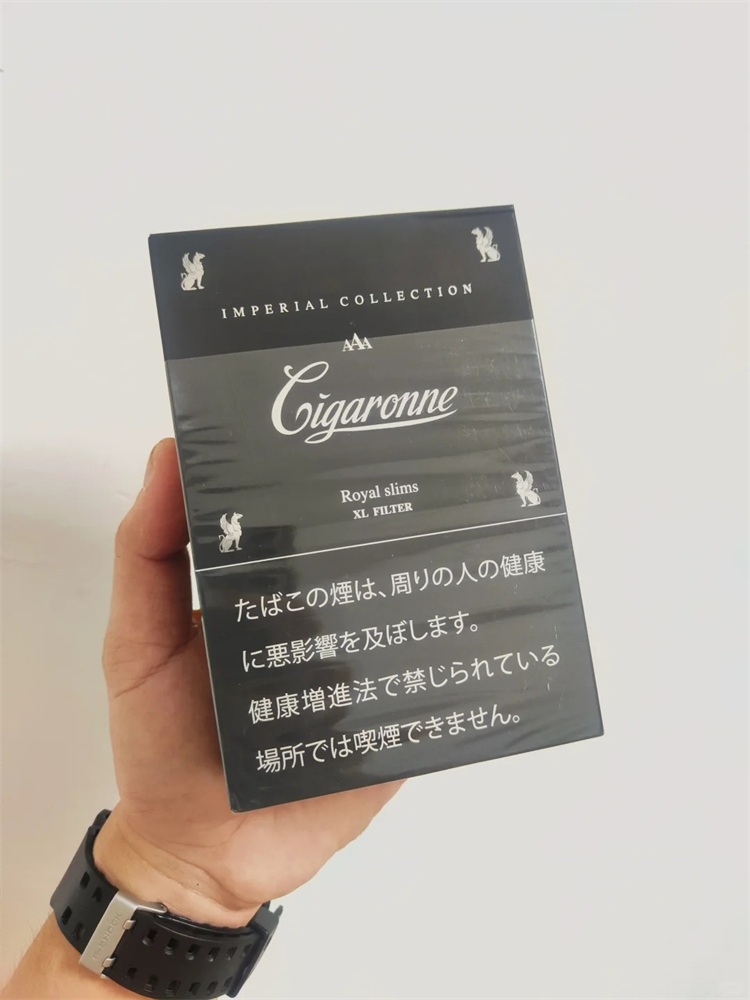 IMPERIAL COLLECTION
AAA
Cigaronne
Royal slims
XL FILTER
たばこの煙は、周りの人の健康
に悪影響を及ぼします。
健康増進法で禁じられている
場所では喫煙できません。